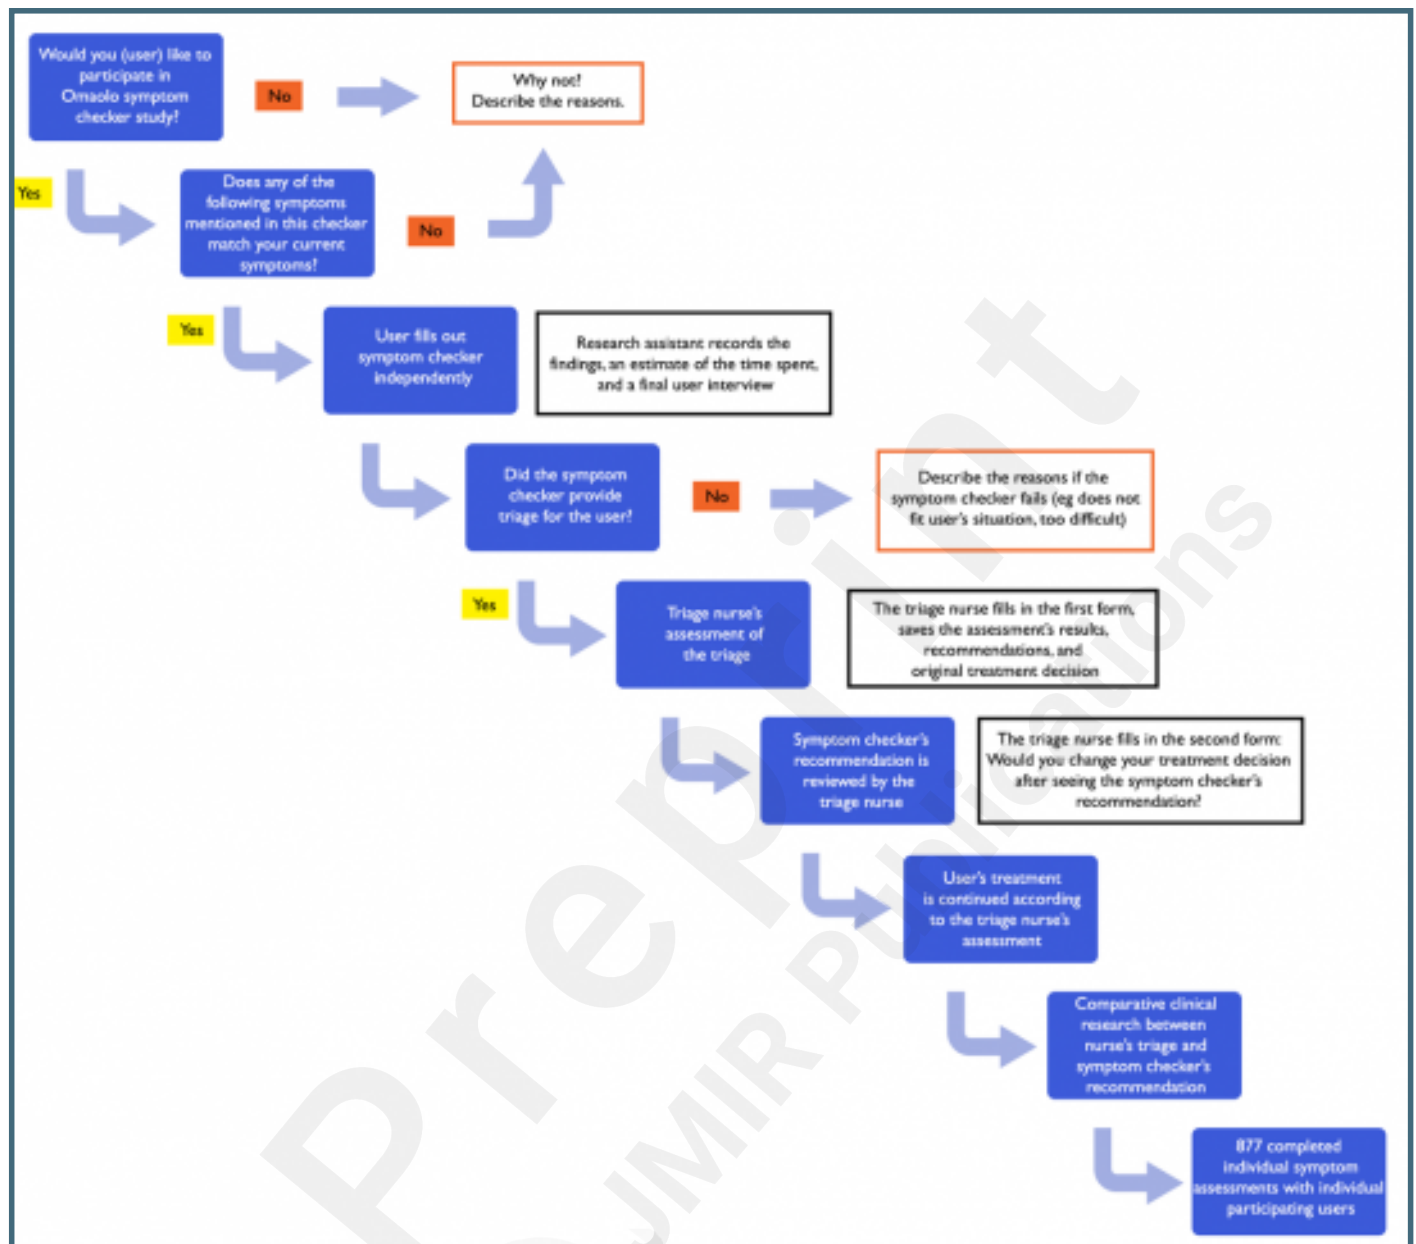 Would you (user) like to
participate in
Omaolo symptom
checker study?
No
Why not?
Describe the reasons.
Yes
Does any of the
following symptoms
mentioned in this checker
match your current
symptoms?
No
Yes
User fills out
symptom checker
independently
Research assistant records the
findings, an estimate of the time spent,
and a final user interview
Did the symptom
checker provide
triage for the user?
No
Describe the reasons if the
symptom checker fails (eg does not
fit user's situation, too difficult)
Yes
Triage nurse's
assessment of
the triage
The triage nurse fills in the first form,
saves the assessment's results,
recommendations, and
original treatment decision
Symptom checker's
recommendation is
reviewed by the
triage nurse
The triage nurse fills in the second form:
Would you change your treatment decision
after seeing the symptom checker's
recommendation?
User's treatment
is continued according
to the triage nurse's
assessment
Comparative clinical
research between
nurse's triage and
symptom checker's
recommendation
877 completed
individual symptom
assessments with individual
participating users
Preprint
JMIR Publications